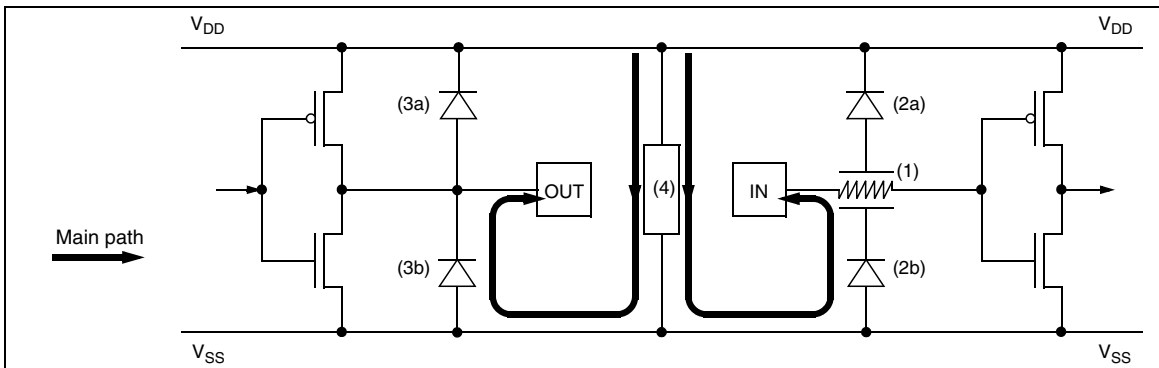 VDD VDD
(3a) (2a)
(1)
OUT (4) IN
Main path
(3b) (2b)
VSS VSS